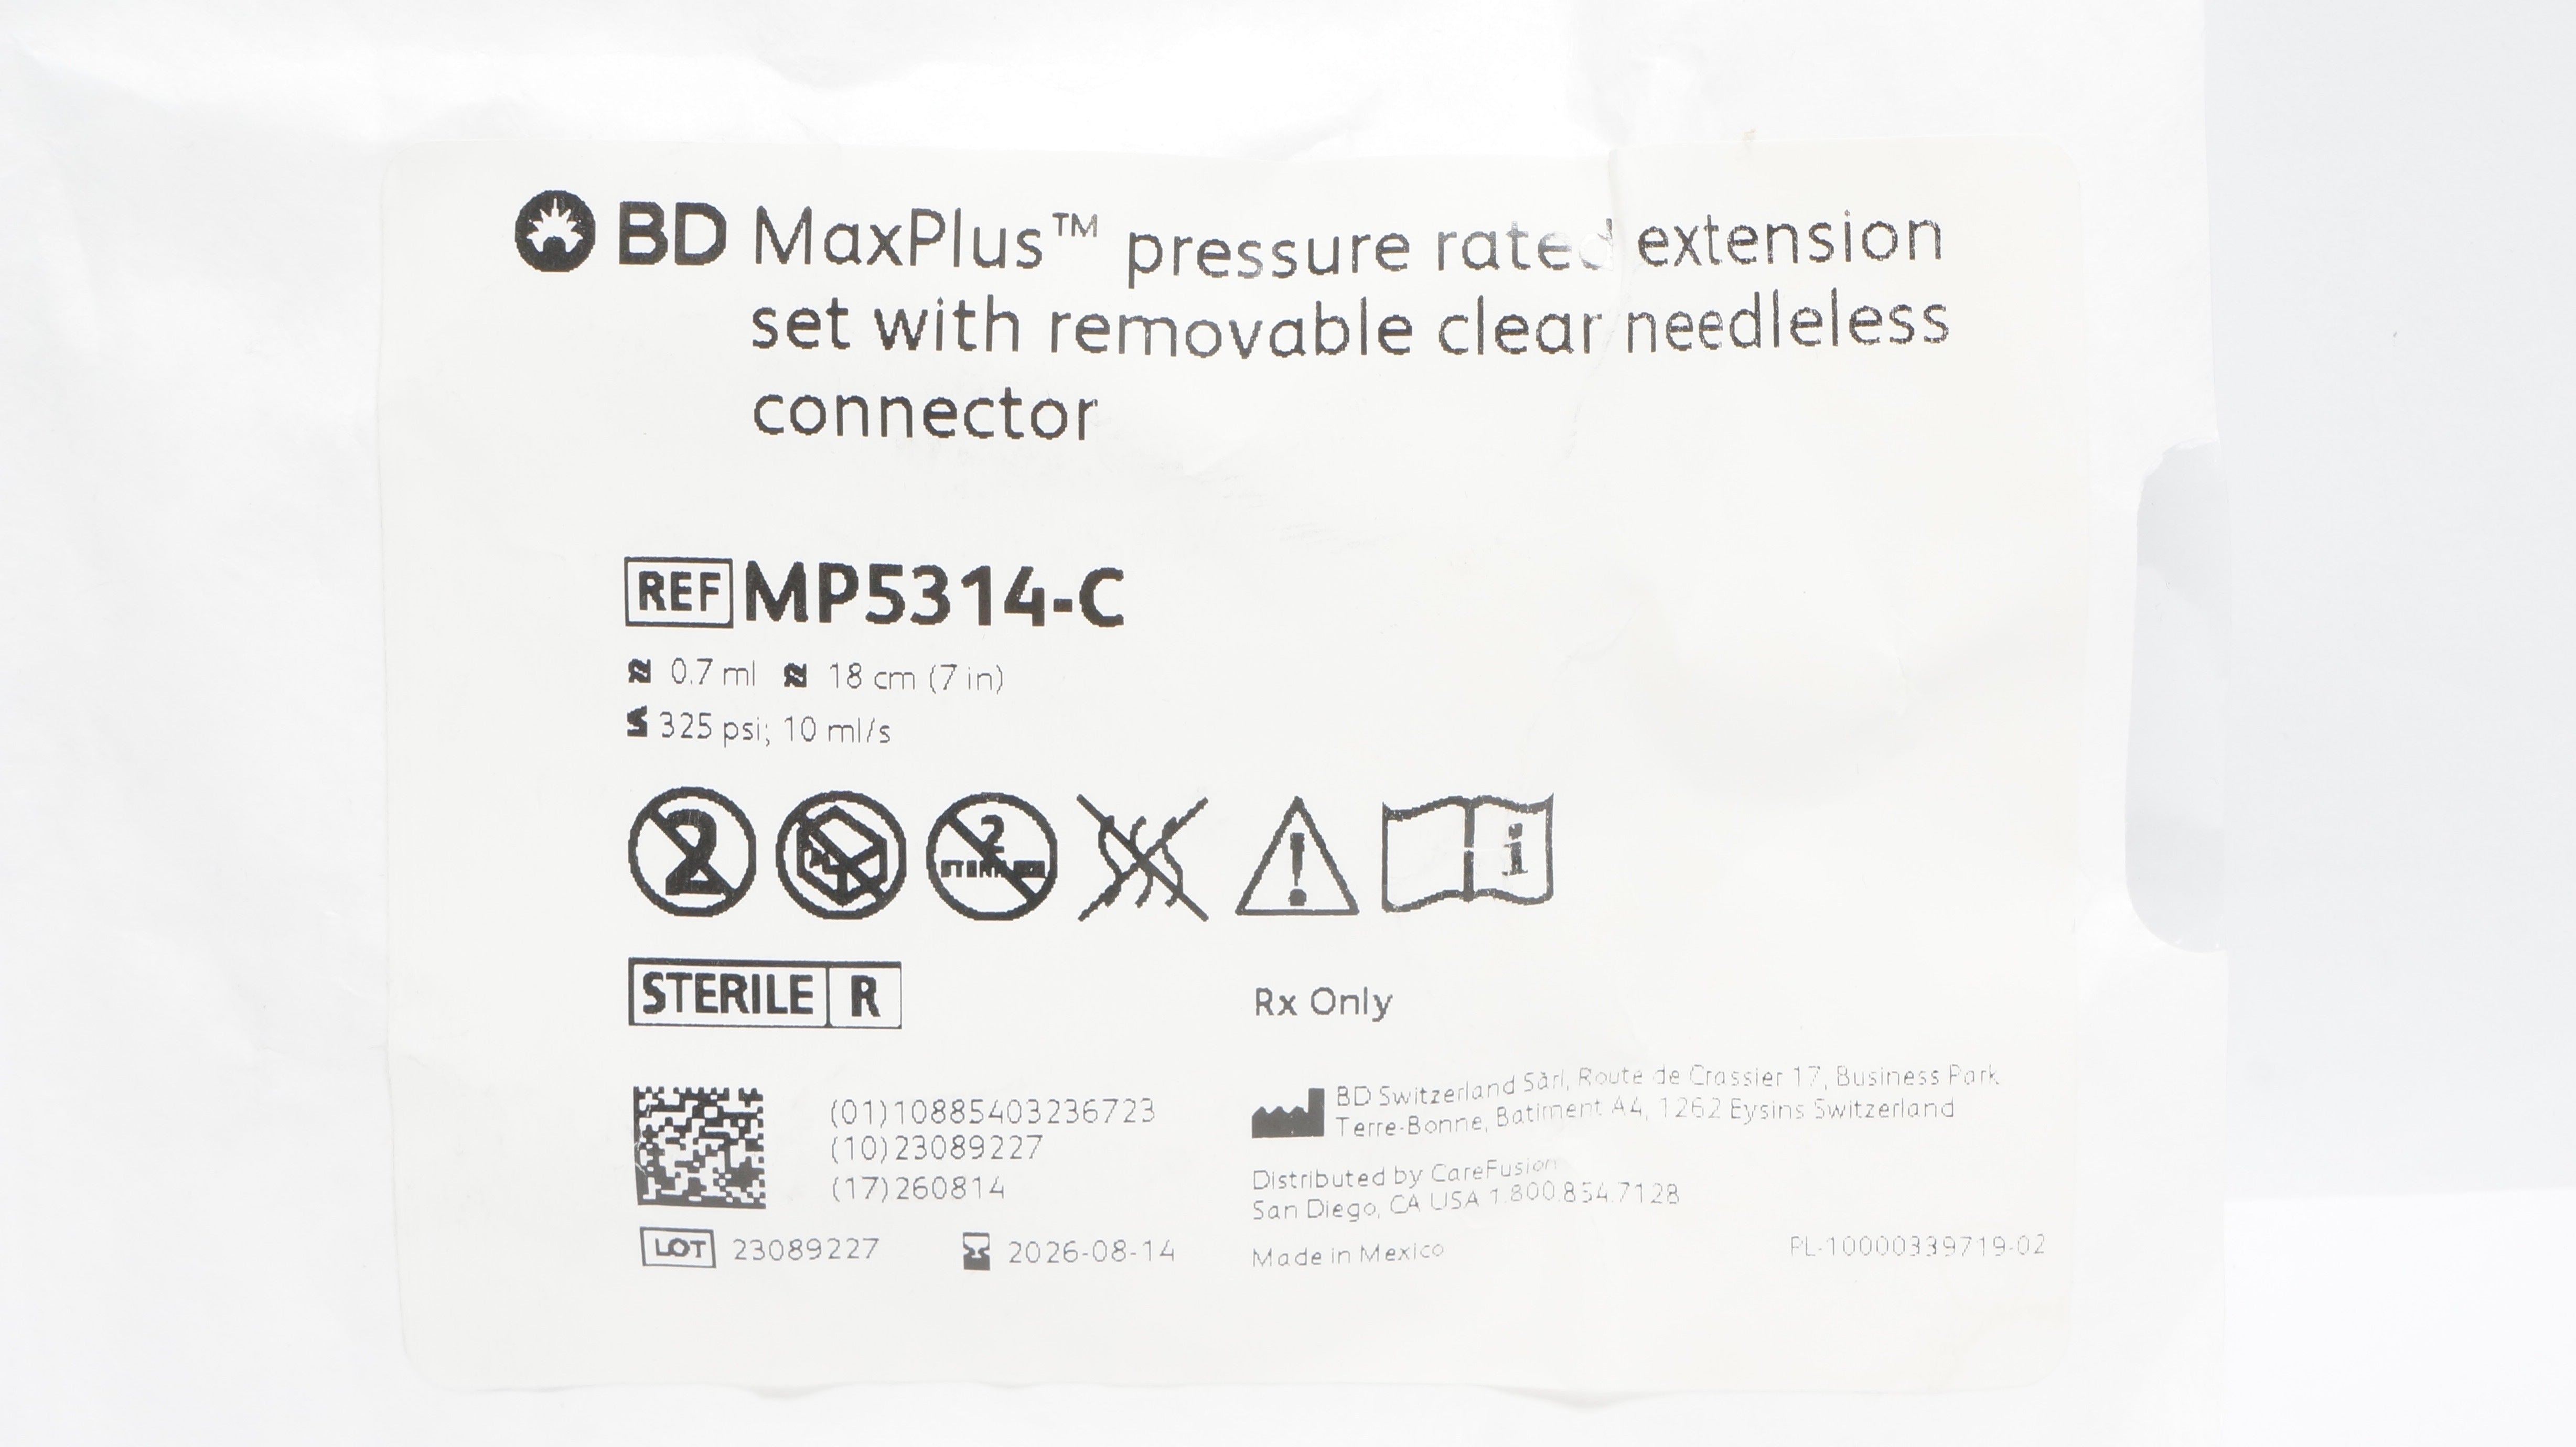 BD MaxPlus™ pressure rated extension
set with removable clear needleless
connector
REF MP5314-C
≈ 0.7 ml ≈ 18 cm (7 in)
≤ 325 psi; 10 ml/s
2
2
STERILE R
Rx Only
(01)10885403236723
(10)23089227
(17)260814
LOT 23089227
2026-08-14
BD Switzerland Sàrl, Route de Crassier 17, Business Park
Terre-Bonne, Batiment A4, 1262 Eysins Switzerland
Distributed by CareFusion
San Diego, CA USA 1.800.854.7128
Made in Mexico
PL-10000339719-02